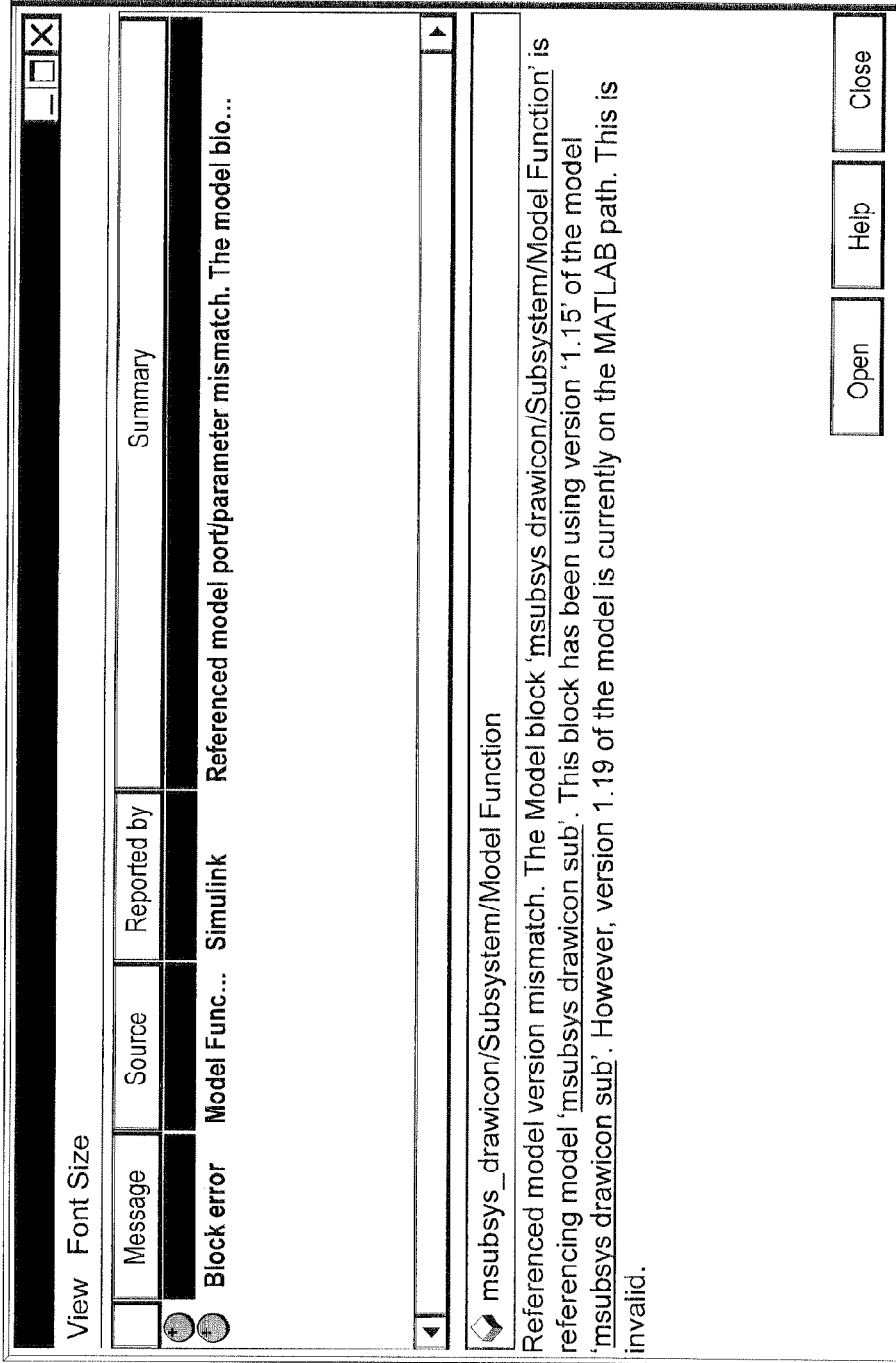 View Font Size
Message Source Reported by Summary
Block error Model Func... Simulink Referenced model port/parameter mismatch. The model blo...
msubsys_drawicon/Subsystem/Model Function
Referenced model version mismatch. The Model block ‘msubsys drawicon/Subsystem/Model Function’ is
referencing model ‘msubsys drawicon sub’. This block has been using version ‘1.15’ of the model
‘msubsys drawicon sub’. However, version 1.19 of the model is currently on the MATLAB path. This is
invalid.
Open Help Close